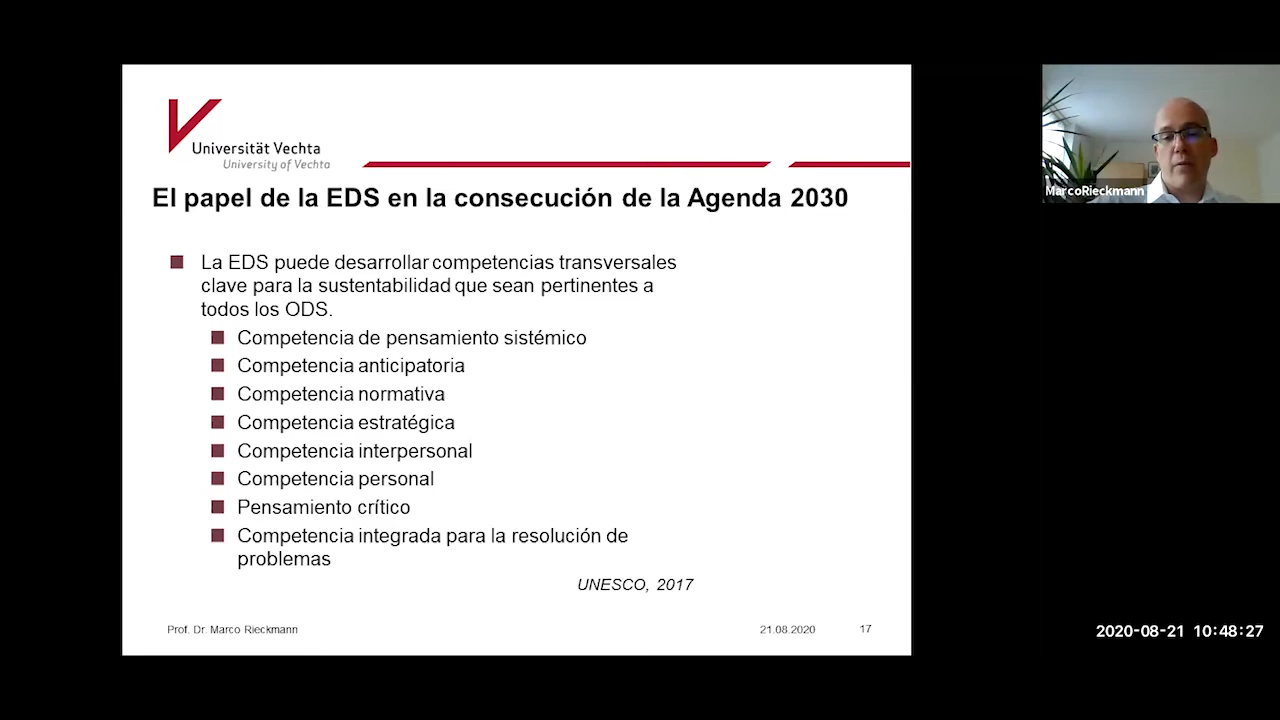 Universität Vechta
University of Vechta
El papel de la EDS en la consecución de la Agenda 2030
La EDS puede desarrollar competencias transversales
clave para la sustentabilidad que sean pertinentes a
todos los ODS.
Competencia de pensamiento sistémico
Competencia anticipatoria
Competencia normativa
Competencia estratégica
Competencia interpersonal
Competencia personal
Pensamiento crítico
Competencia integrada para la resolución de
problemas
UNESCO, 2017
Prof. Dr. Marco Rieckmann
21.08.2020
17
MarcoRieckmann
2020-08-21 10:48:27